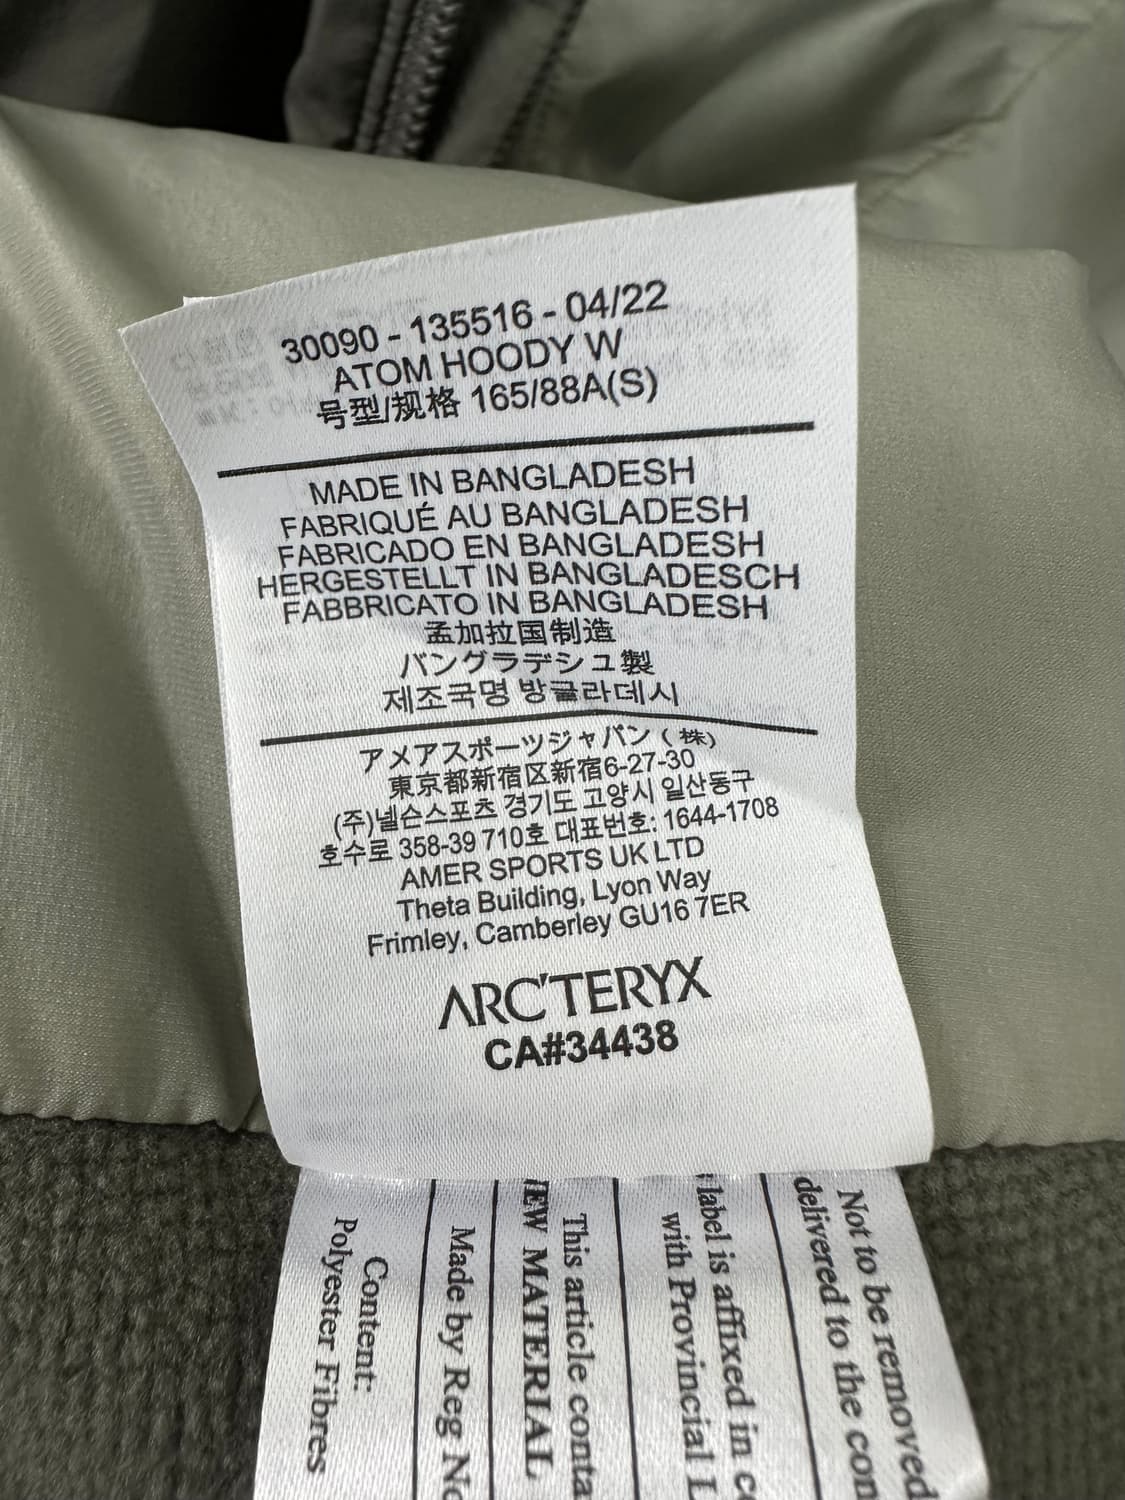 30090 - 135516 - 04/22
ATOM HOODY W
号型/规格 165/88A(S)
MADE IN BANGLADESH
FABRIQUÉ AU BANGLADESH
FABRICADO EN BANGLADESH
HERGESTELLT IN BANGLADESCH
FABBRICATO IN BANGLADESH
孟加拉国制造
バングラデシュ製
제조국명 방글라데시
アメアスポーツジャパン(株)
東京都新宿区新宿6-27-30
(주)넬슨스포츠 경기도 고양시 일산동구
호수로 358-39 710호 대표번호: 1644-1708
AMER SPORTS UK LTD
Theta Building, Lyon Way
Frimley, Camberley GU16 7ER
ARC'TERYX
CA#34438
Not to be removed
delivered to the
label is affixed in
with Provincial
This article
NEW MATERIAL
Made by Reg
Content:
Polyester Fibres